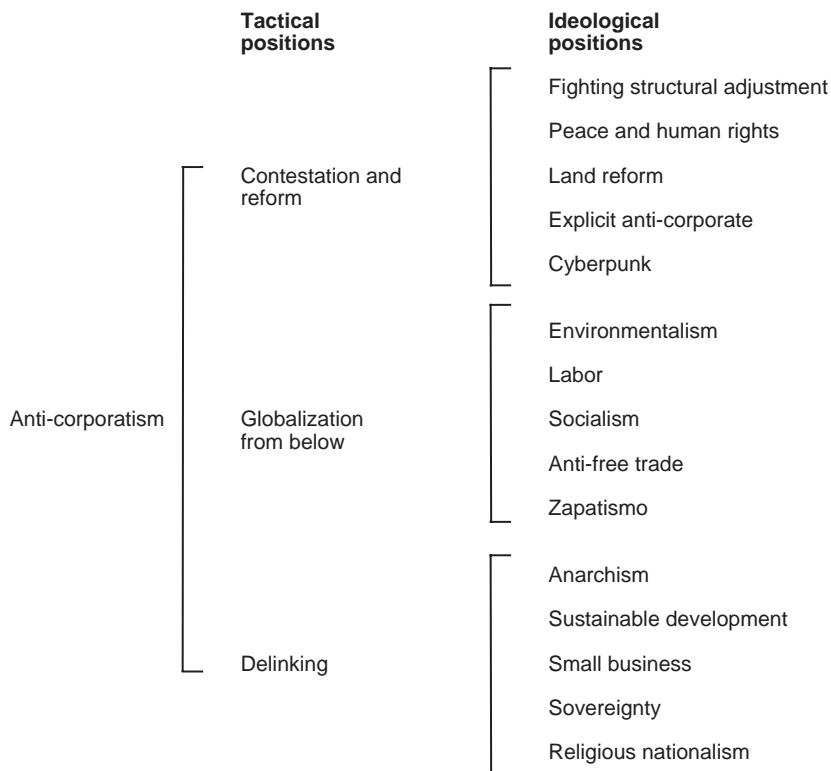 Tactical
positions
Ideological
positions
Fighting structural adjustment
Peace and human rights
Contestation and
reform
Land reform
Explicit anti-corporate
Cyberpunk
Environmentalism
Labor
Anti-corporatism
Globalization
from below
Socialism
Anti-free trade
Zapatismo
Anarchism
Sustainable development
Delinking
Small business
Sovereignty
Religious nationalism